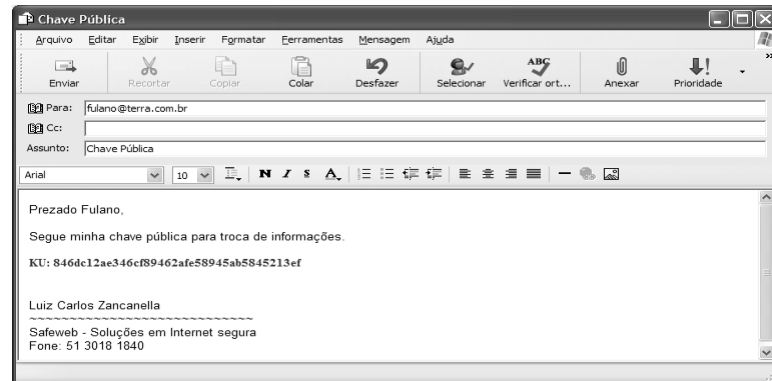 Chave Pública
Arquivo Editar Exibir Inserir Formatar Ferramentas Mensagem Ajuda
Enviar Recortar Copiar Colar Desfazer Selecionar Verificar ort... Anexar Prioridade
Para: fulano@terra.com.br
Cc:
Assunto: Chave Pública
Arial 10 N I S A
Prezado Fulano,
Segue minha chave pública para troca de informações.
KU: 846dc12ae346cf89462afe58945ab5845213ef
Luiz Carlos Zancanella
~~~~~~~~~~~~~~~~~~~~~~~~~~~~
Safeweb - Soluções em Internet segura
Fone: 51 3018 1840